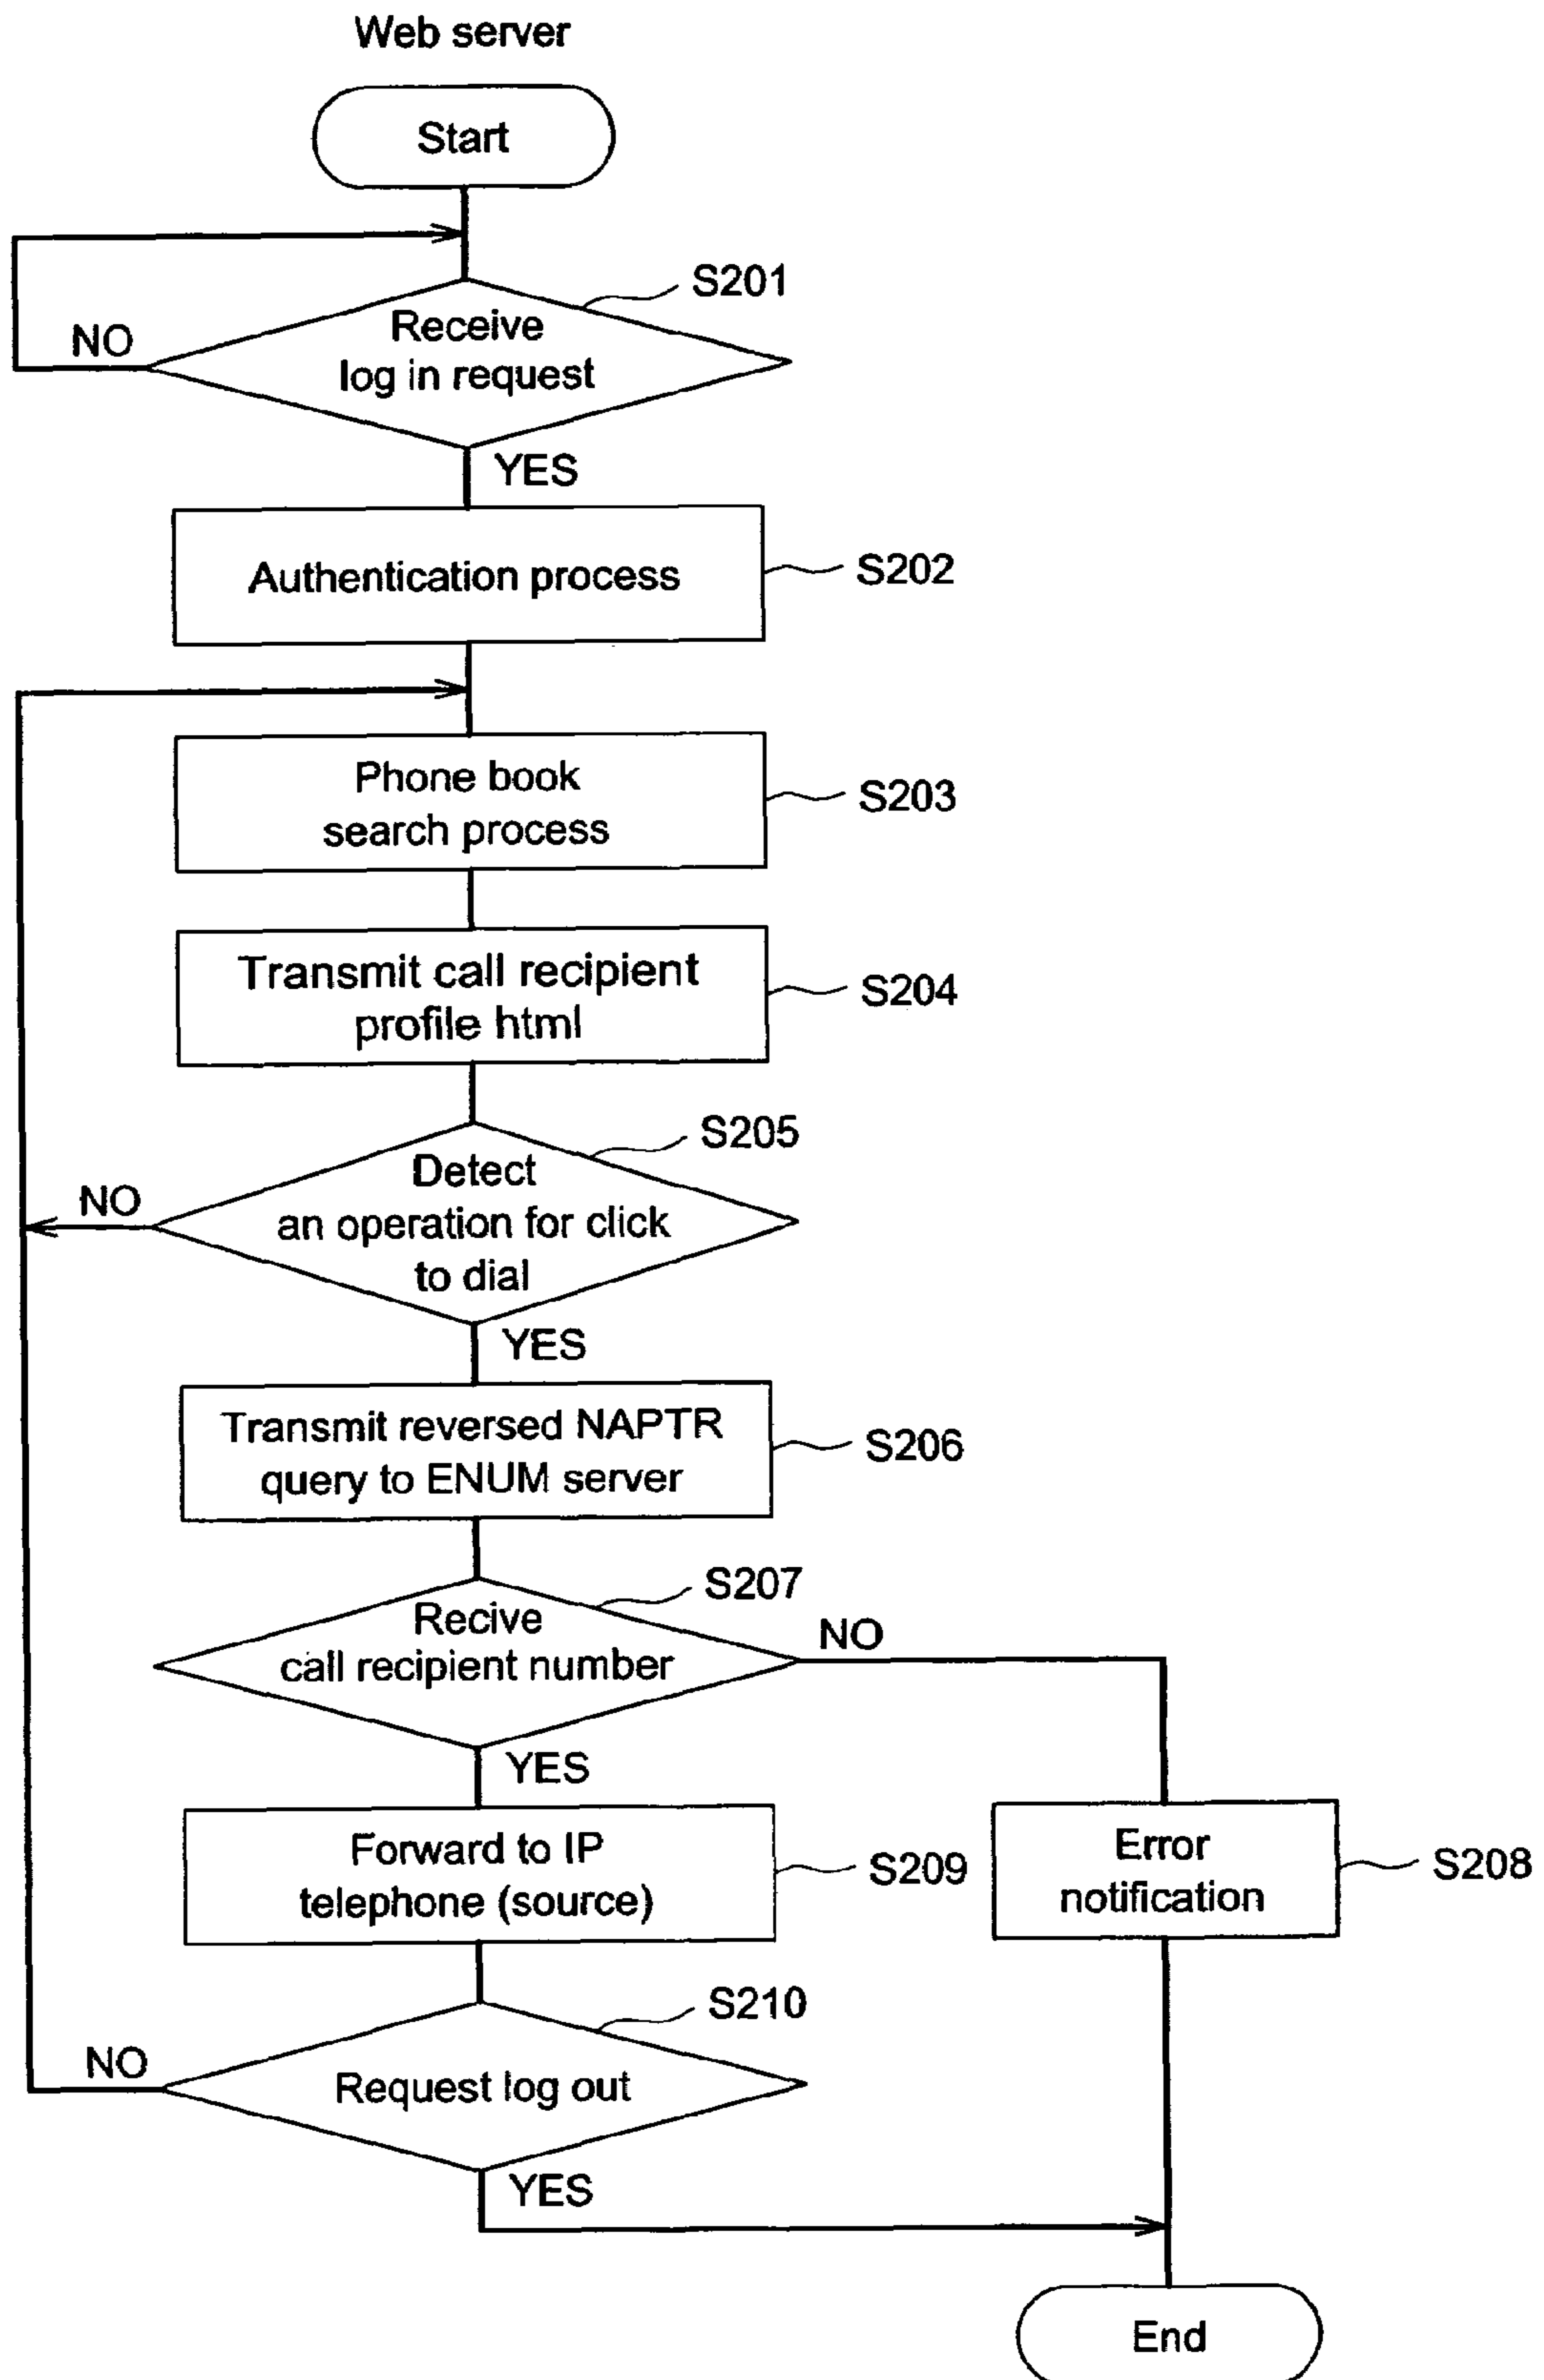 Web server
Start
S201
Receive
log in request
NO
YES
Authentication process
S202
Phone book
search process
S203
Transmit call recipient
profile html
S204
S205
Detect
an operation for click
to dial
NO
YES
Transmit reversed NAPTR
query to ENUM server
S206
S207
Recive
call recipient number
NO
YES
Forward to IP
telephone (source)
S209
Error
notification
S208
S210
Request log out
NO
YES
End